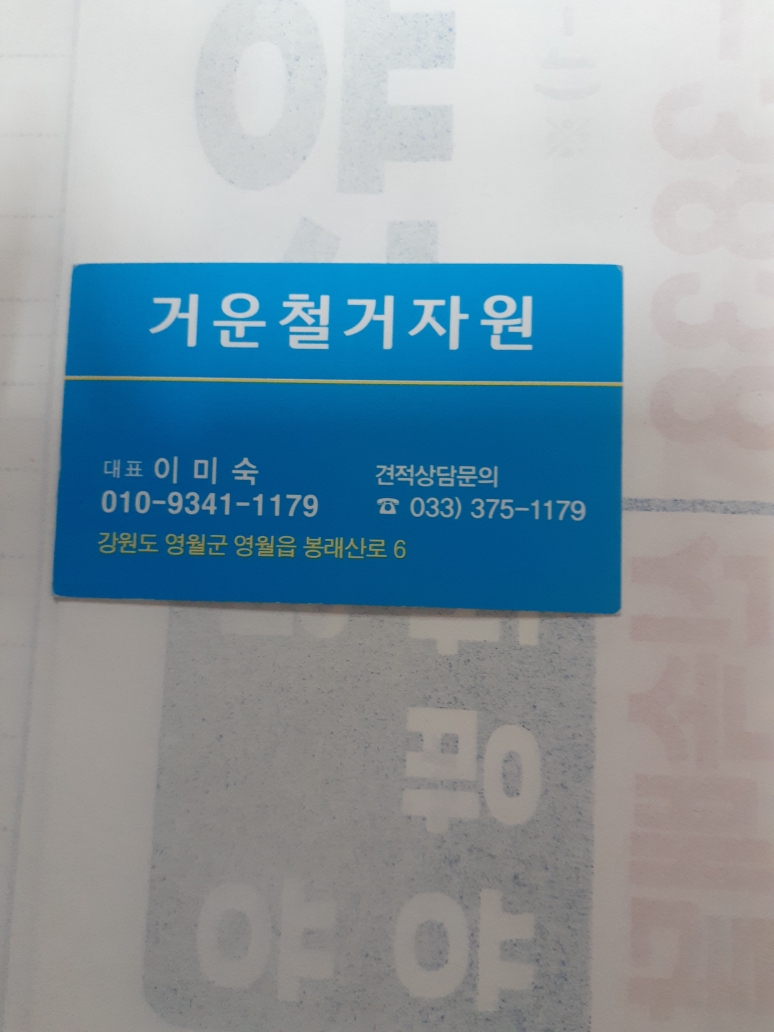 거운철거자원
대표 이미숙
010-9341-1179
견적상담문의
☎ 033) 375-1179
강원도 영월군 영월읍 봉래산로 6